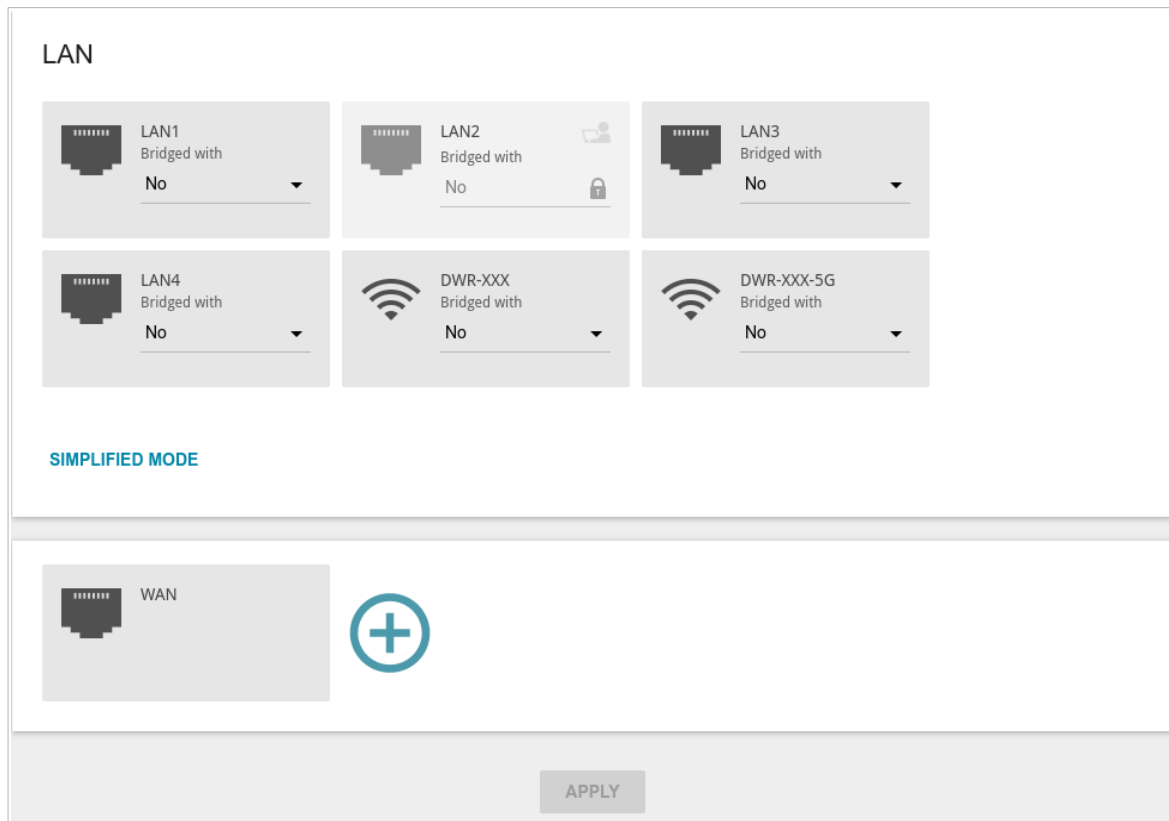 LAN
LAN1
Bridged with
No
LAN2
Bridged with
No
LAN3
Bridged with
No
LAN4
Bridged with
No
DWR-XXX
Bridged with
No
DWR-XXX-5G
Bridged with
No
SIMPLIFIED MODE
WAN
APPLY